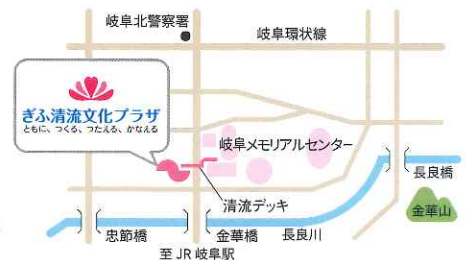 岐阜北警察署
岐阜環状線
ぎふ清流文化プラザ
ともに、つくる、つたえる、かなえる
岐阜メモリアルセンター
長良橋
清流デッキ
金華山
忠節橋
金華橋
長良川
至JR岐阜駅